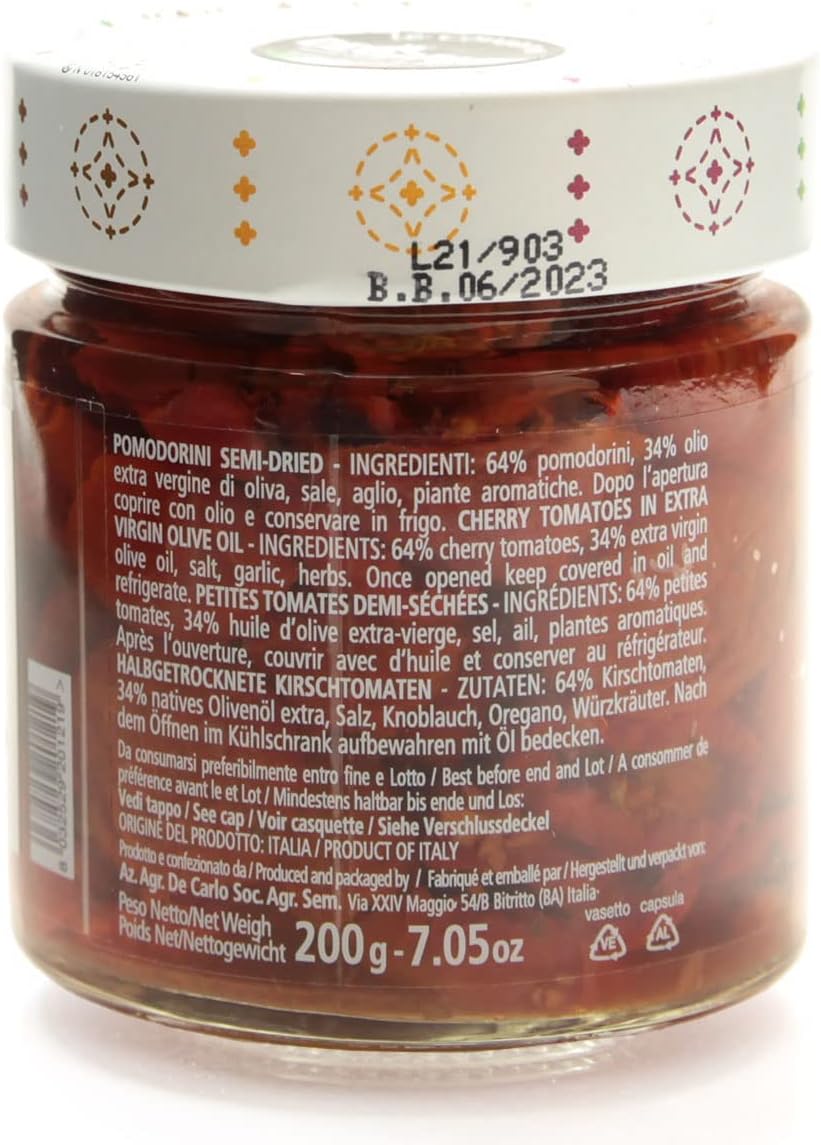 L21/903
B.B.06/2023
POMODORINI SEMI-DRIED - INGREDIENTI: 64% pomodorini, 34% olio
extra vergine di oliva, sale, aglio, piante aromatiche. Dopo l'apertura
coprire con olio e conservare in frigo. CHERRY TOMATOES IN EXTRA
VIRGIN OLIVE OIL - INGREDIENTS: 64% cherry tomatoes, 34% extra virgin
olive oil, salt, garlic, herbs. Once opened keep covered in oil and
refrigerate. PETITES TOMATES DEMI-SÉCHÉES - INGRÉDIENTS: 64% petites
tomates, 34% huile d'olive extra-vierge, sel, ail, plantes aromatiques.
Après l'ouverture, couvrir avec d'huile et conserver au réfrigérateur.
HALBGETROCKNETE KIRSCHTOMATEN - ZUTATEN: 64% Kirschtomaten,
34% natives Olivenöl extra, Salz, Knoblauch, Oregano, Würzkräuter. Nach
dem Öffnen im Kühlschrank aufbewahren mit Öl bedecken.
Da consumarsi preferibilmente entro fine e Lotto / Best before end and Lot / A consommer de
préférence avant le et Lot / Mindestens haltbar bis ende und Los:
Vedi tappo / See cap / Voir casquette / Siehe Verschlussdeckel
ORIGINE DEL PRODOTTO: ITALIA / PRODUCT OF ITALY
Prodotto e confezionato da / Produced and packaged by / Fabriqué et emballé par / Hergestellt und verpackt von:
Az. Agr. De Carlo Soc. Agr. Sem. Via XXIV Maggio 54/B Bitritto (BA) Italia
vasetto capsula
Peso Netto/Net Weigh
Poids Net/Nettogewicht 200g-7.05oz
VE AL
8 032529 201219 >